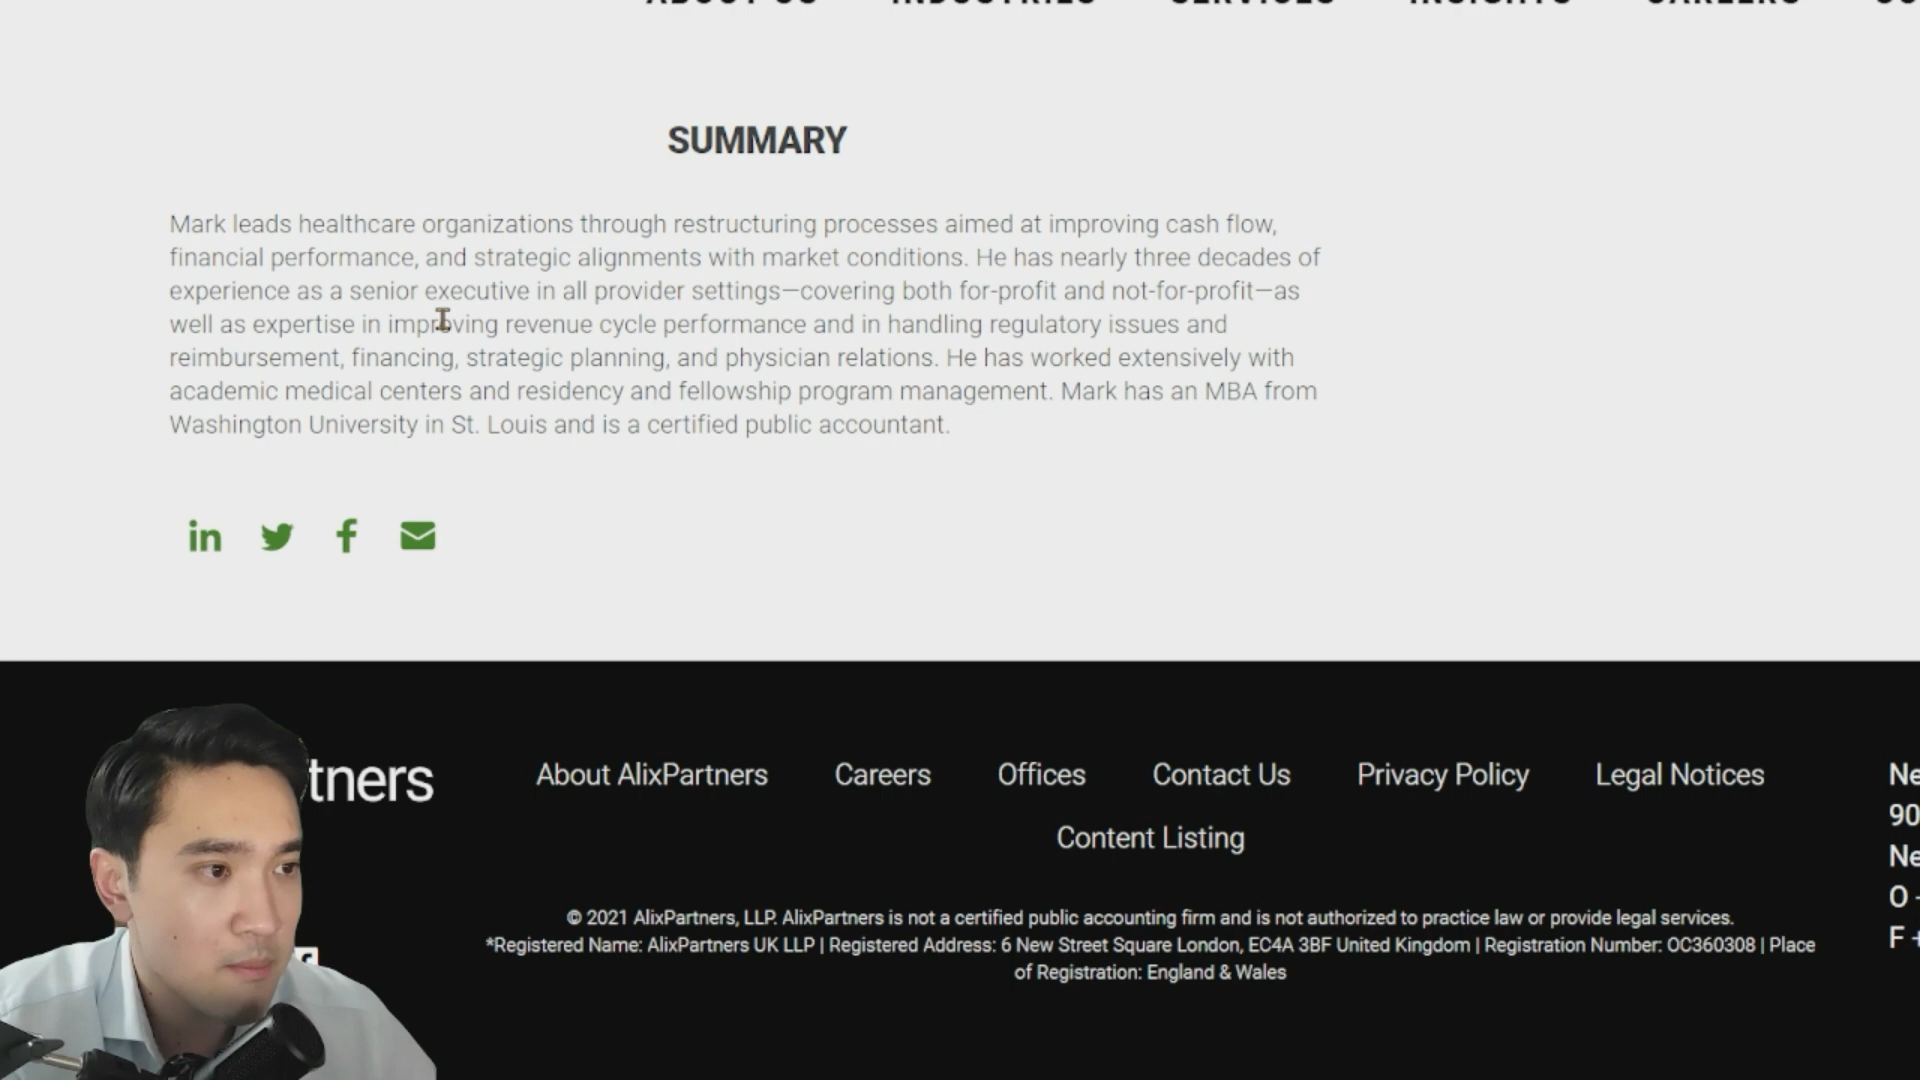 SUMMARY
Mark leads healthcare organizations through restructuring processes aimed at improving cash flow,
financial performance, and strategic alignments with market conditions. He has nearly three decades of
experience as a senior executive in all provider settings—covering both for-profit and not-for-profit—as
well as expertise in improving revenue cycle performance and in handling regulatory issues and
reimbursement, financing, strategic planning, and physician relations. He has worked extensively with
academic medical centers and residency and fellowship program management. Mark has an MBA from
Washington University in St. Louis and is a certified public accountant.
in
f
tners
About AlixPartners Careers Offices Contact Us Privacy Policy Legal Notices
Content Listing
Ne
90
Ne
O
F +
© 2021 AlixPartners, LLP. AlixPartners is not a certified public accounting firm and is not authorized to practice law or provide legal services.
*Registered Name: AlixPartners UK LLP | Registered Address: 6 New Street Square London, EC4A 3BF United Kingdom | Registration Number: OC360308 | Place
of Registration: England & Wales